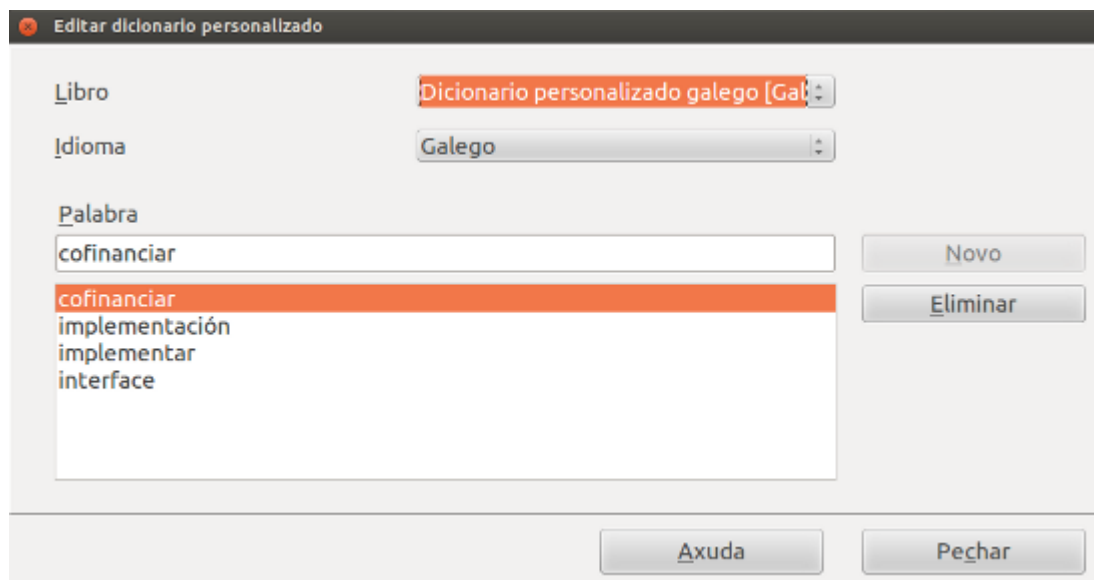 Editar dicionario personalizado
Libro Dicionario personalizado galego [Gal
Idioma Galego
Palabra
cofinanciar Novo
cofinanciar Eliminar
implementación
implementar
interface
Axuda Pechar